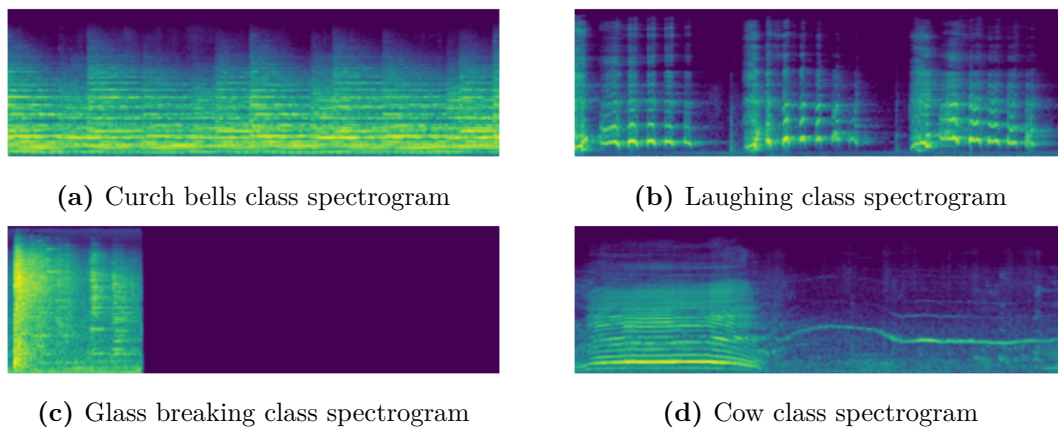 (a) Curch bells class spectrogram
(b) Laughing class spectrogram
(c) Glass breaking class spectrogram
(d) Cow class spectrogram